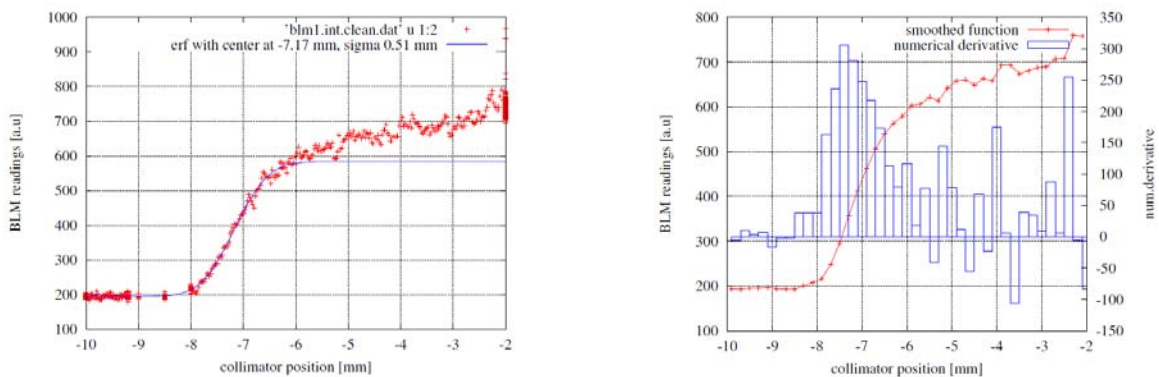 1000
900
800
700
600
500
400
300
200
100
BLM readings [a.u]
"blm1.int.clean.dat" u 1:2
erf with center at -7.17 mm, sigma 0.51 mm
-10 -9 -8 -7 -6 -5 -4 -3 -2
collimator position [mm]
800
700
600
500
400
300
200
100
BLM readings [a.u]
smoothed function
numerical derivative
350
300
250
200
150
100
50
0
-50
-100
-150
num.derivative
-10 -9 -8 -7 -6 -5 -4 -3 -2
collimator position [mm]